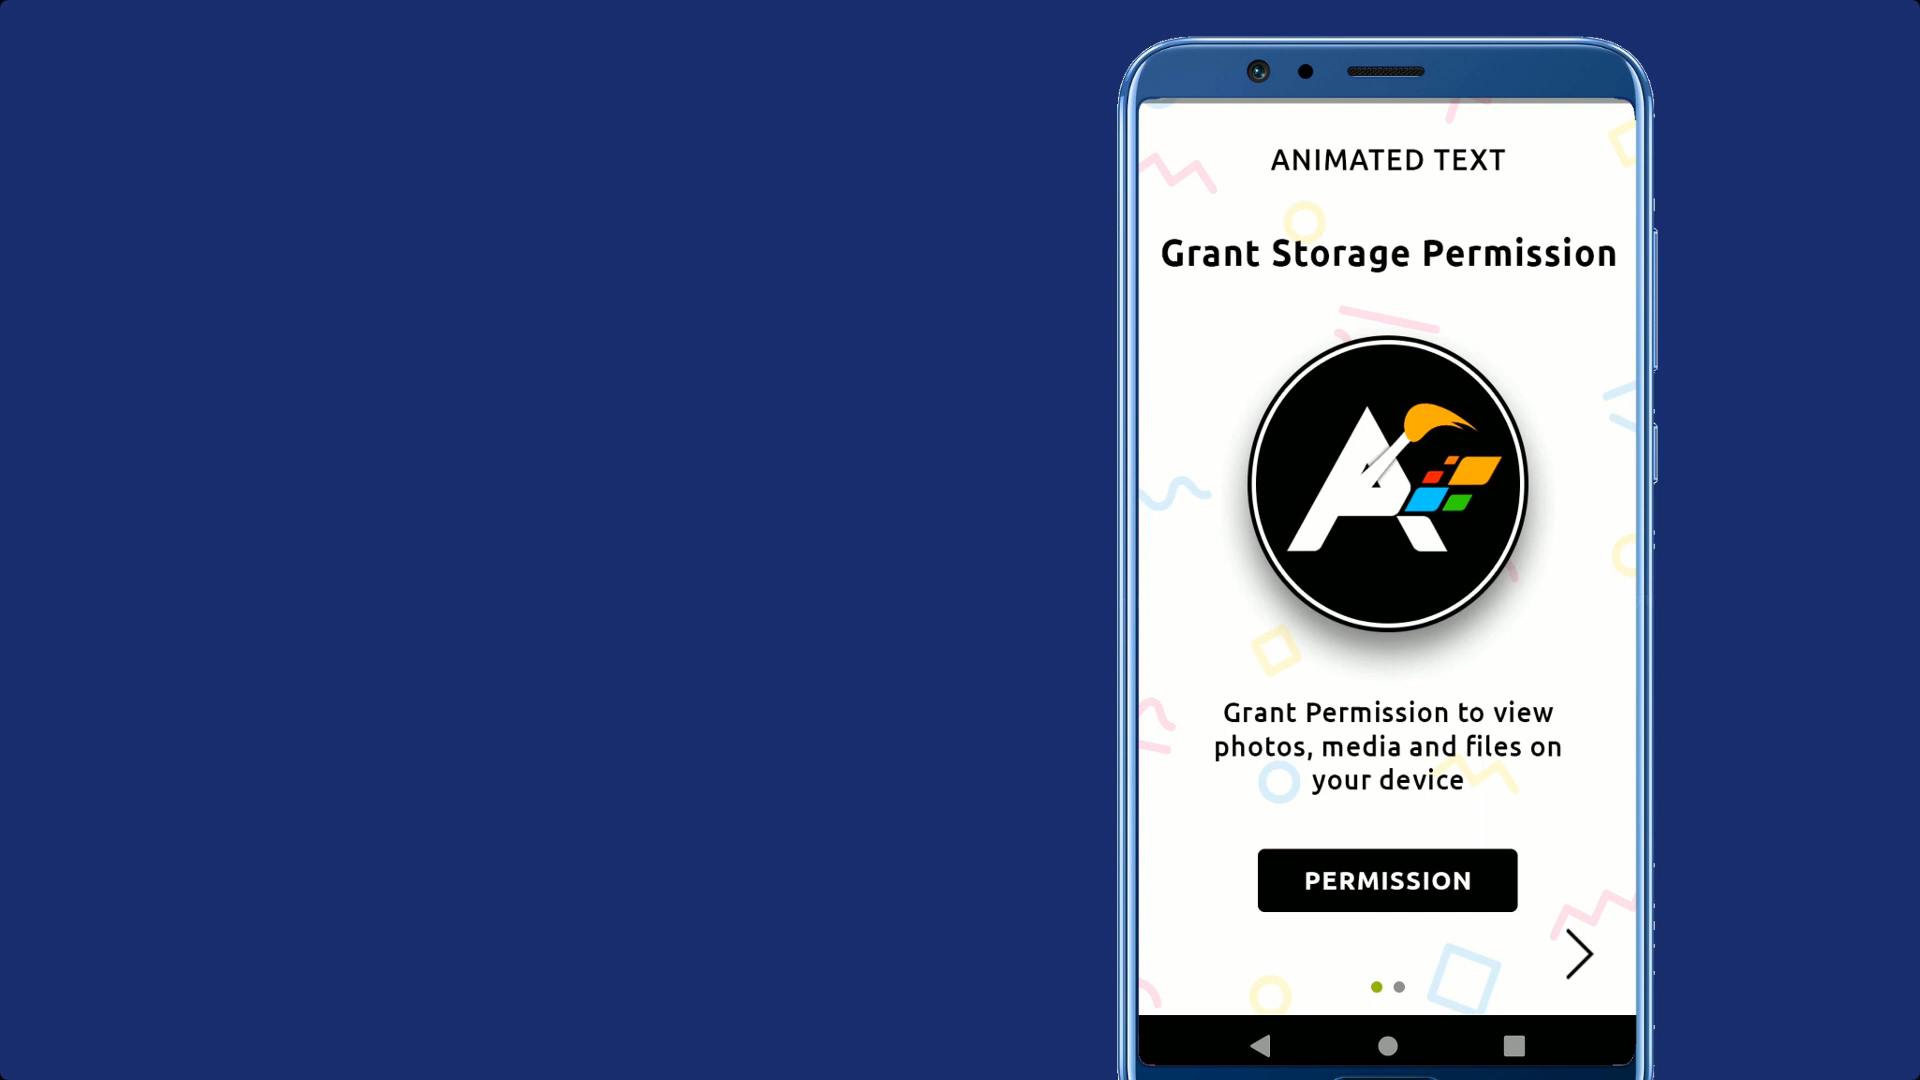 ANIMATED TEXT
Grant Storage Permission
Grant Permission to view
photos, media and files on
your device
PERMISSION